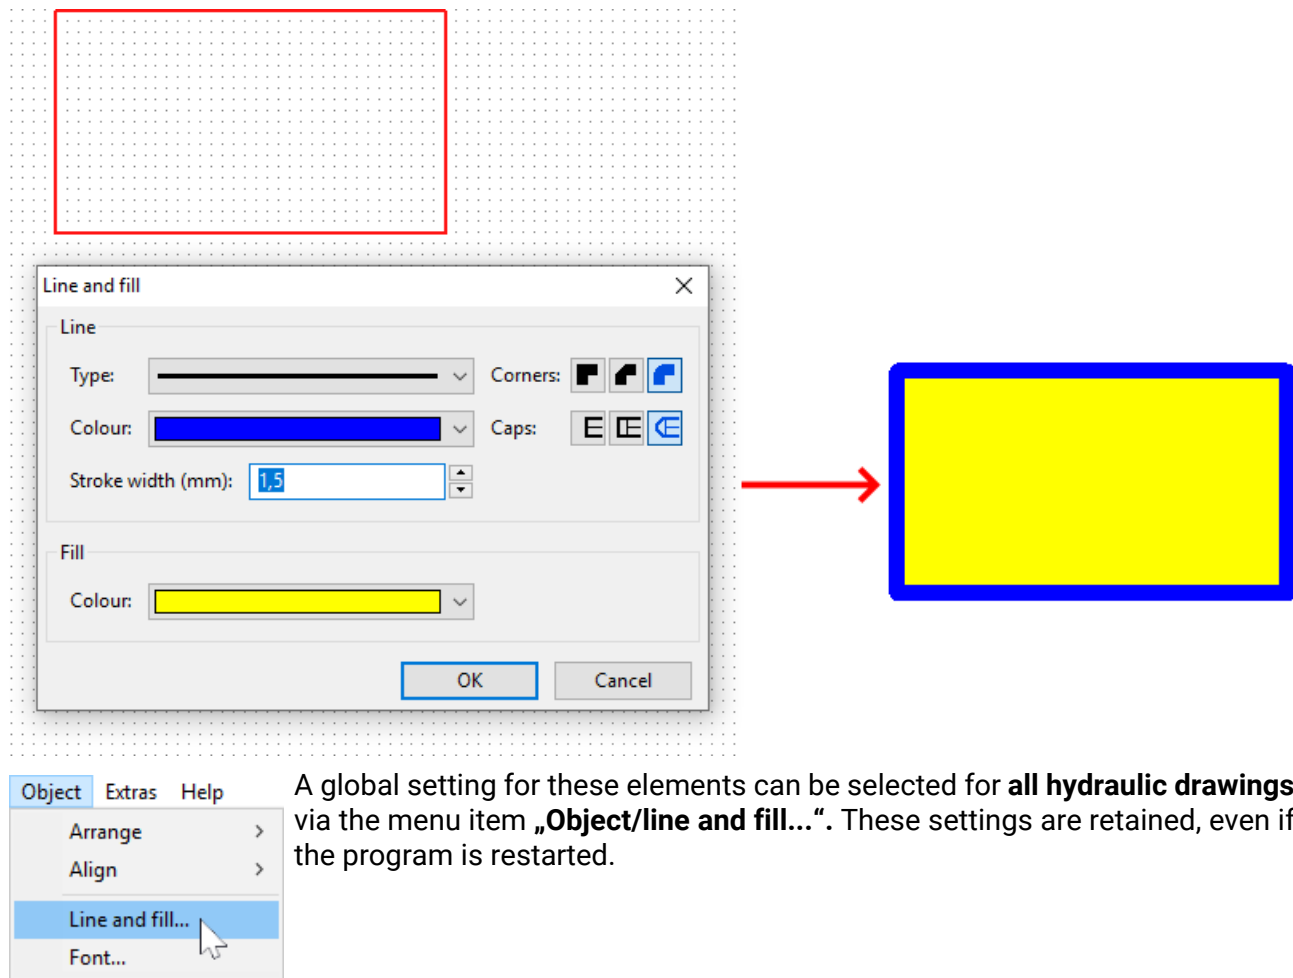 Line and fill
Line
Type:
Corners:
Colour:
Caps:
Stroke width (mm): 1,5
Fill
Colour:
OK Cancel
Object Extras Help
Arrange
Align
Line and fill...
Font...
A global setting for these elements can be selected for all hydraulic drawings
via the menu item „Object/line and fill...“. These settings are retained, even if
the program is restarted.